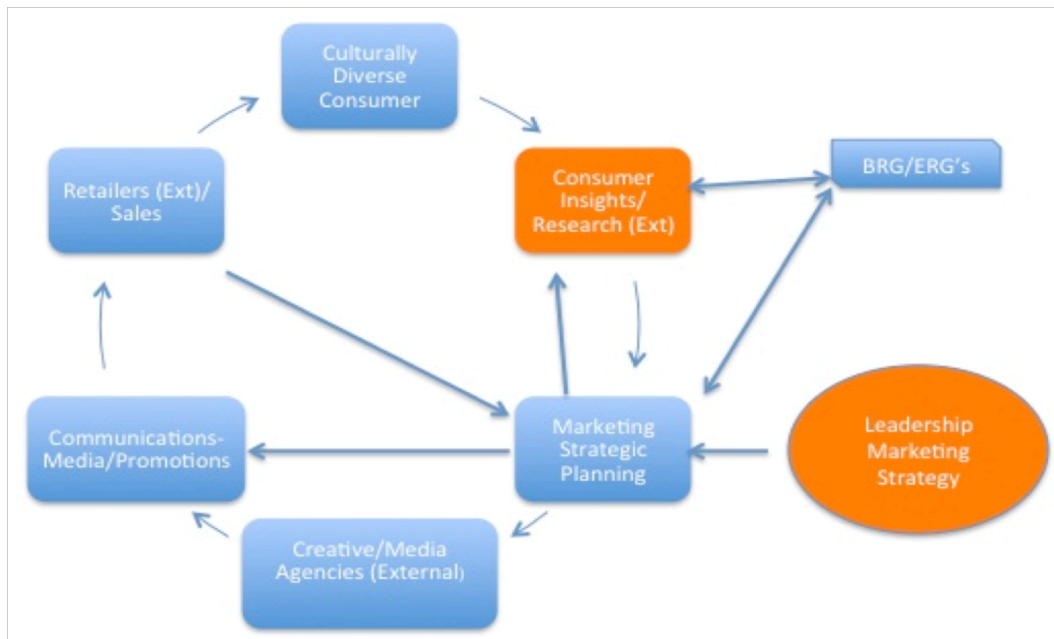 Culturally
Diverse
Consumer
Retailers (Ext)/
Sales
Consumer
Insights/
Research (Ext)
BRG/ERG's
Communications-
Media/Promotions
Marketing
Strategic
Planning
Leadership
Marketing
Strategy
Creative/Media
Agencies (External)